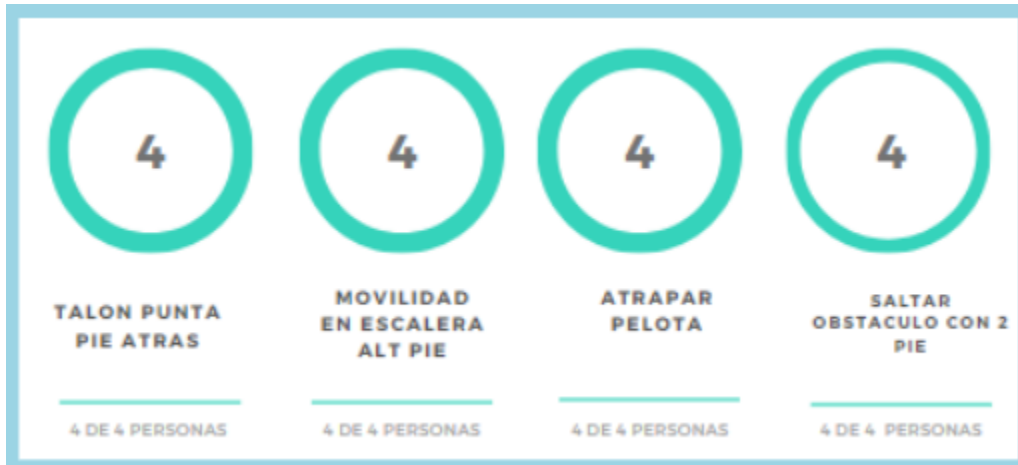 4
4
4
4
TALON PUNTA
PIE ATRAS
MOVILIDAD
EN ESCALERA
ALT PIE
ATRAPAR
PELOTA
SALTAR
OBSTACULO CON 2
PIE
4 DE 4 PERSONAS
4 DE 4 PERSONAS
4 DE 4 PERSONAS
4 DE 4 PERSONAS